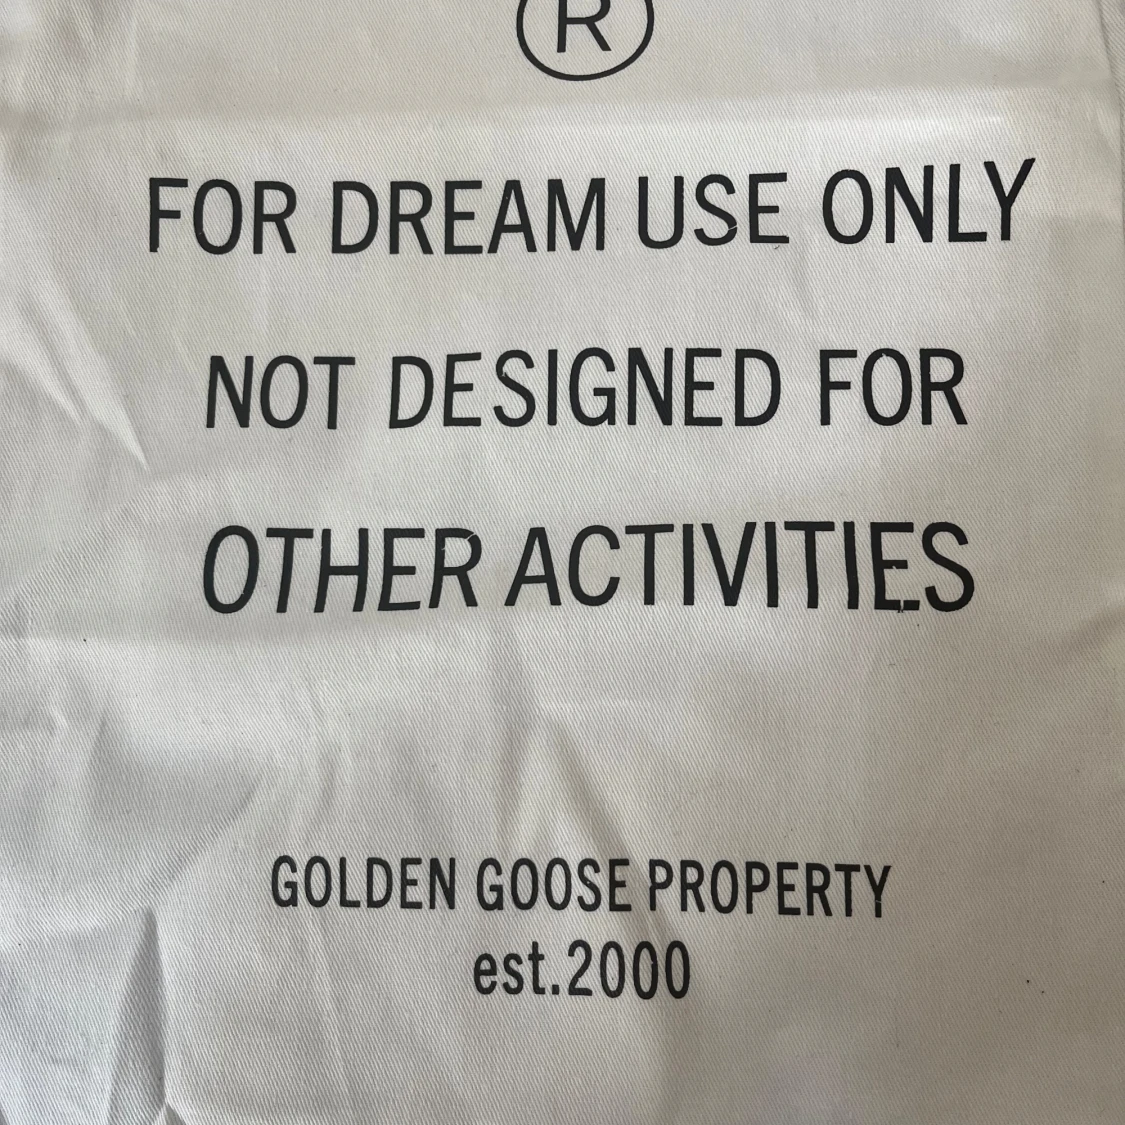 ®
FOR DREAM USE ONLY
NOT DESIGNED FOR
OTHER ACTIVITIES
GOLDEN GOOSE PROPERTY
est.2000